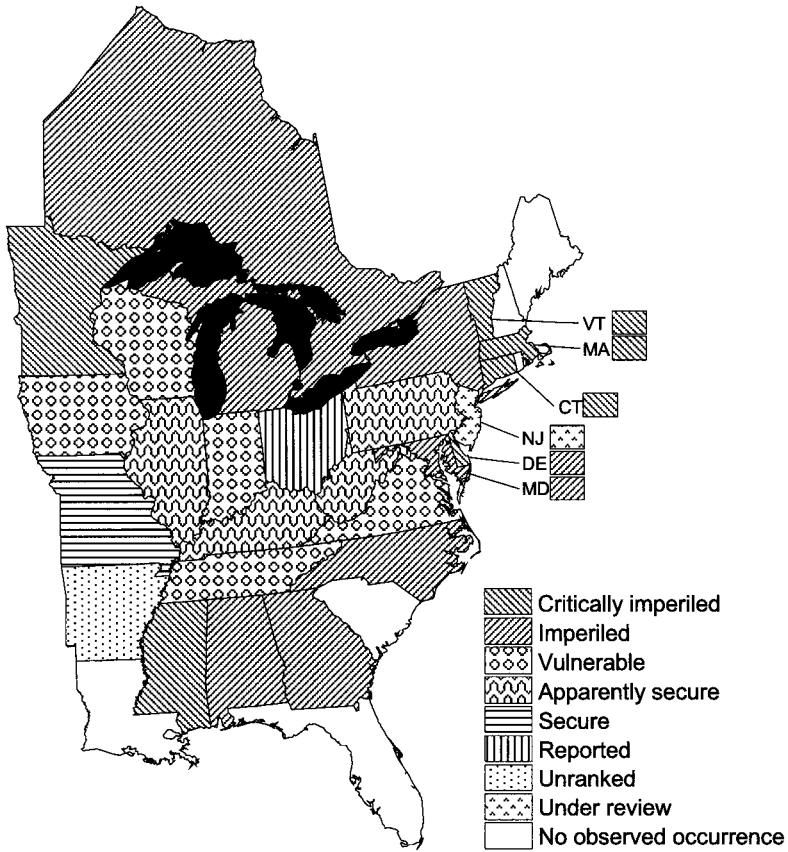 VT
MA
CT
NJ
DE
MD
Critically imperiled
Imperiled
Vulnerable
Apparently secure
Secure
Reported
Unranked
Under review
No observed occurrence